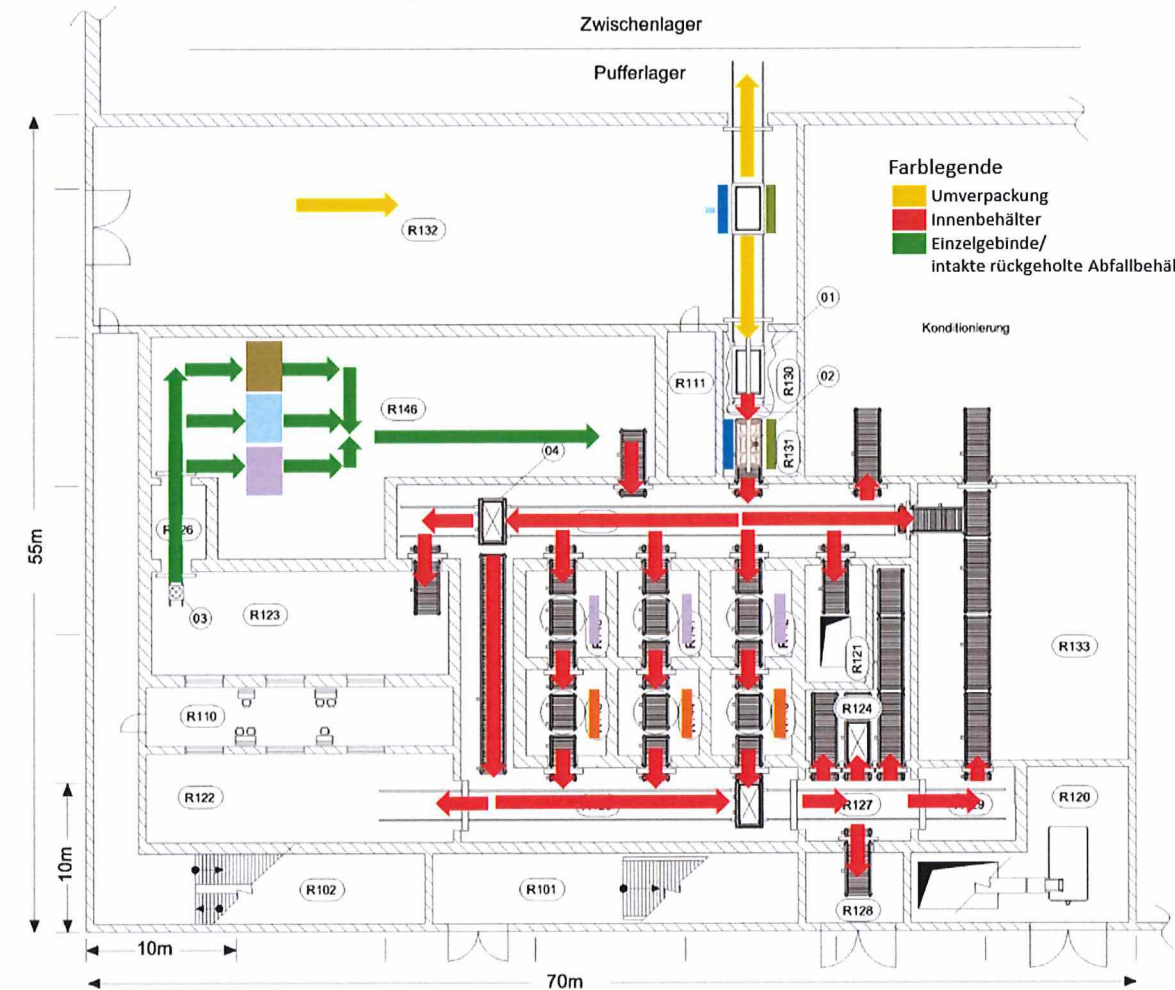 Zwischenlager
Pufferlager
Farblegende
Umverpackung
Innenbehälter
Einzelgebinde/
intakte rückgeholte Abfallbehäl
R132
01
Konditionierung
R111
R130
02
R146
R131
04
55m
03
R123
R121
R133
R110
R124
R122
R127
R120
10m
R102
R101
R128
10m
70m